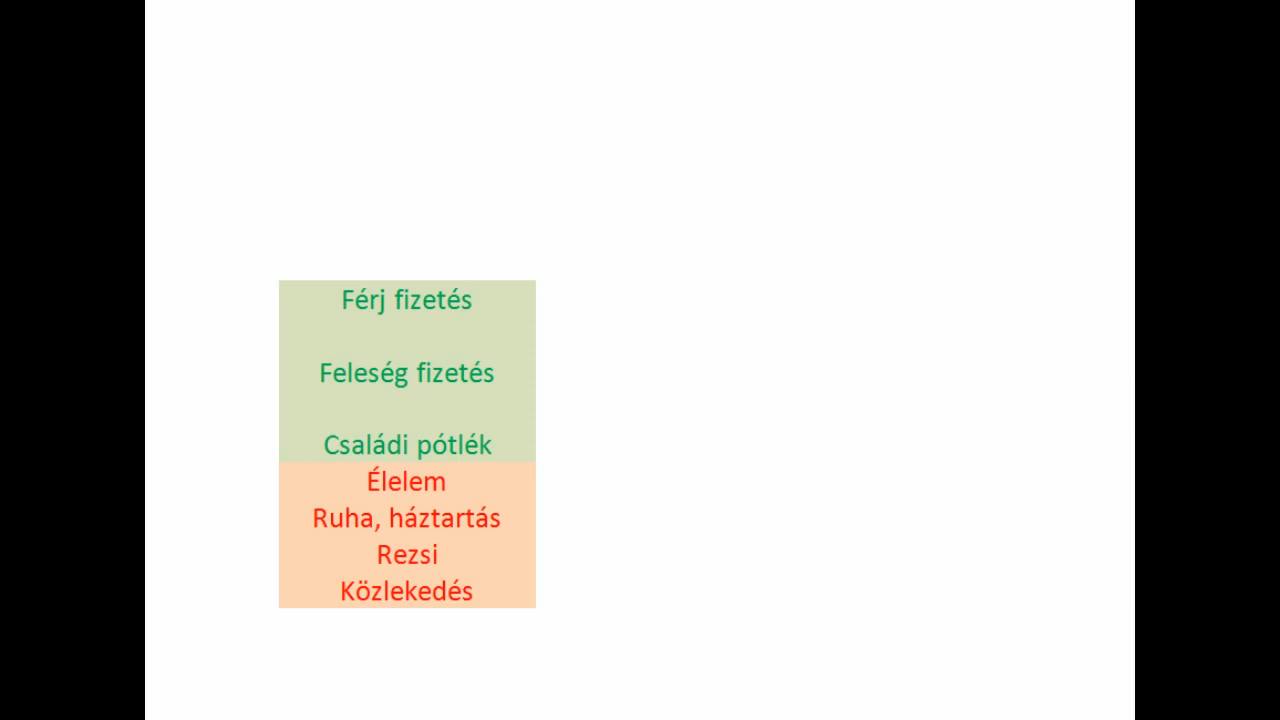 Férj fizetés
Feleség fizetés
Családi pótlék
Élelem
Ruha, háztartás
Rezsi
Közlekedés